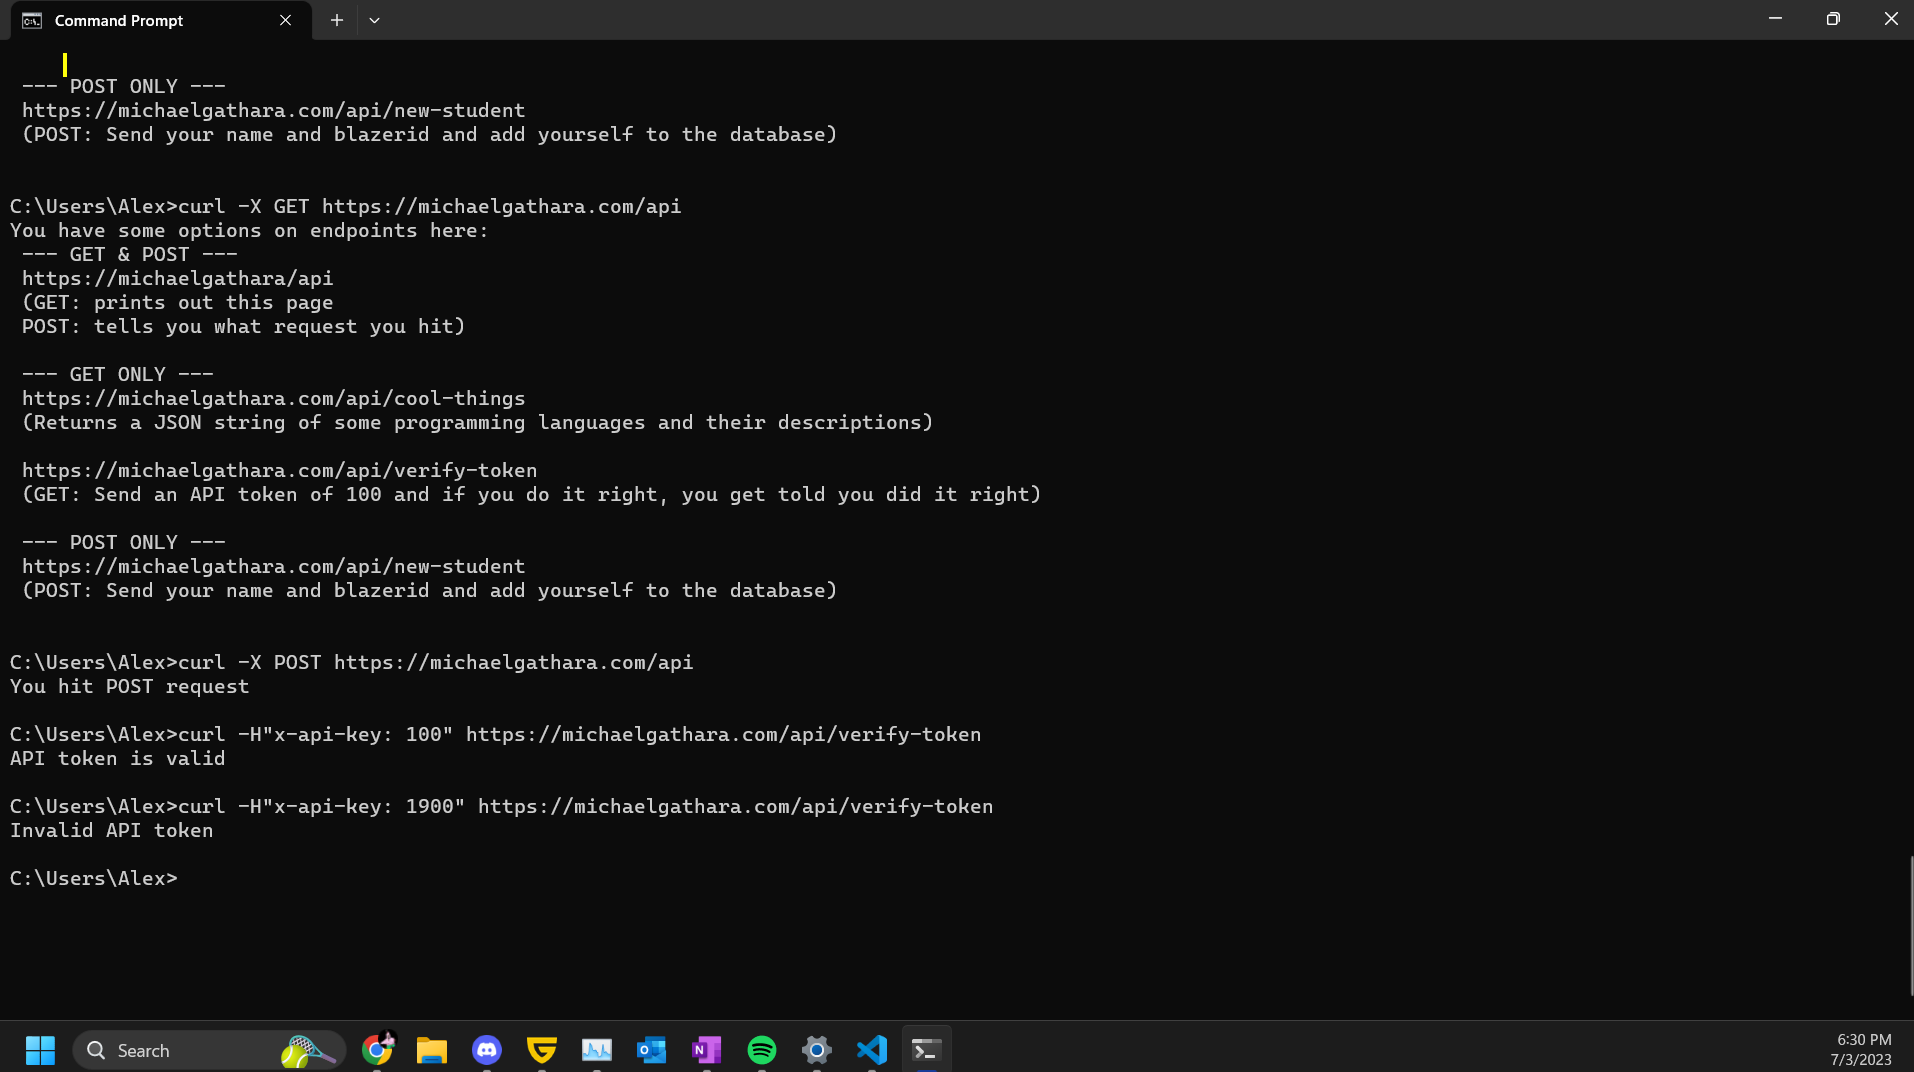 Command Prompt
--- POST ONLY ---
https://michaelgathara.com/api/new-student
(POST: Send your name and blazerid and add yourself to the database)
C:\Users\Alex>curl -X GET https://michaelgathara.com/api
You have some options on endpoints here:
--- GET & POST ---
https://michaelgathara/api
(GET: prints out this page
POST: tells you what request you hit)
--- GET ONLY ---
https://michaelgathara.com/api/cool-things
(Returns a JSON string of some programming languages and their descriptions)
https://michaelgathara.com/api/verify-token
(GET: Send an API token of 100 and if you do it right, you get told you did it right)
--- POST ONLY ---
https://michaelgathara.com/api/new-student
(POST: Send your name and blazerid and add yourself to the database)
C:\Users\Alex>curl -X POST https://michaelgathara.com/api
You hit POST request
C:\Users\Alex>curl -H"x-api-key: 100" https://michaelgathara.com/api/verify-token
API token is valid
C:\Users\Alex>curl -H"x-api-key: 1900" https://michaelgathara.com/api/verify-token
Invalid API token
C:\Users\Alex>
Search
6:30 PM
7/3/2023